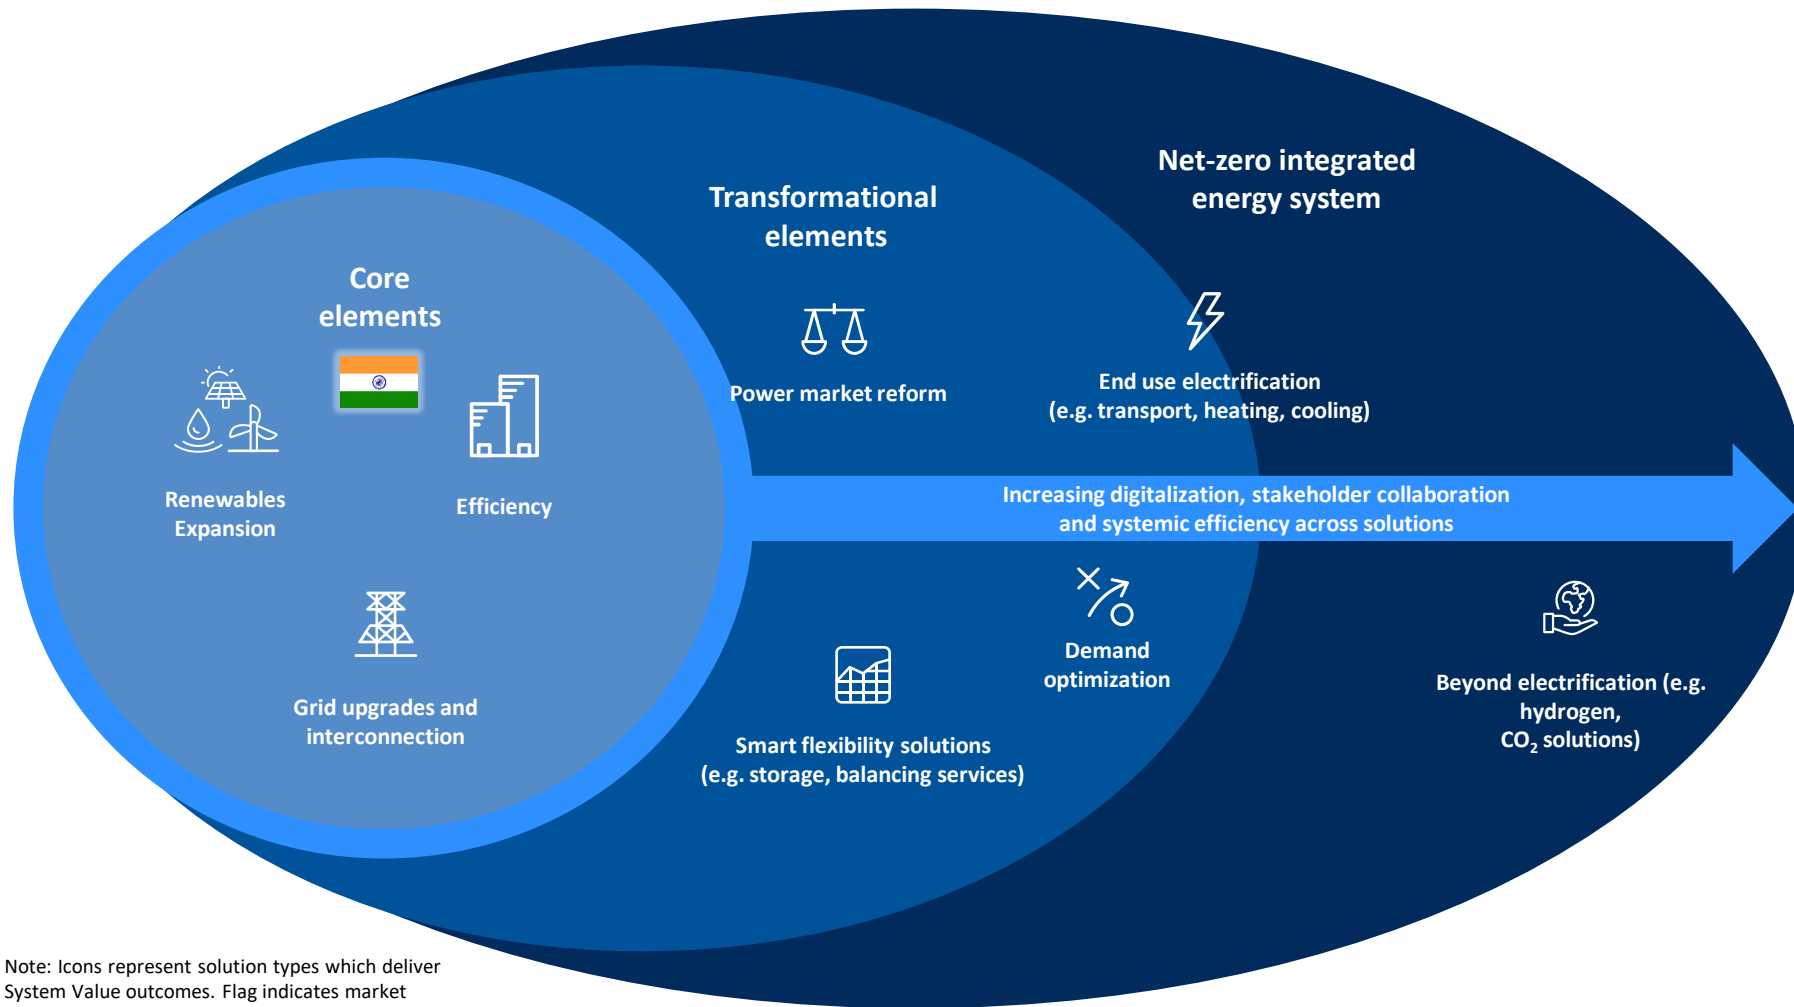 Net-zero integrated
energy system
Transformational
elements
Core
elements
Power market reform
End use electrification
(e.g. transport, heating, cooling)
Renewables
Expansion
Efficiency
Increasing digitalization, stakeholder collaboration
and systemic efficiency across solutions
Grid upgrades and
interconnection
Demand
optimization
Smart flexibility solutions
(e.g. storage, balancing services)
Beyond electrification (e.g.
hydrogen,
CO₂ solutions)
Note: Icons represent solution types which deliver
System Value outcomes. Flag indicates market